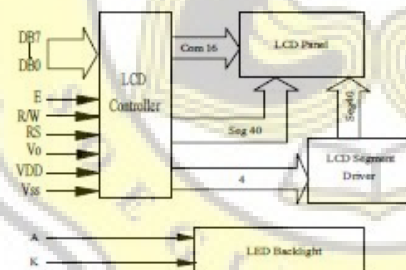 DB7
DB0
E
R/W
RS
Vo
VDD
Vss
LCD
Controller
Com 16
LCD Panel
Seg 40
Seg40
4
LCD Segment
Driver
A
K
LED Backlight